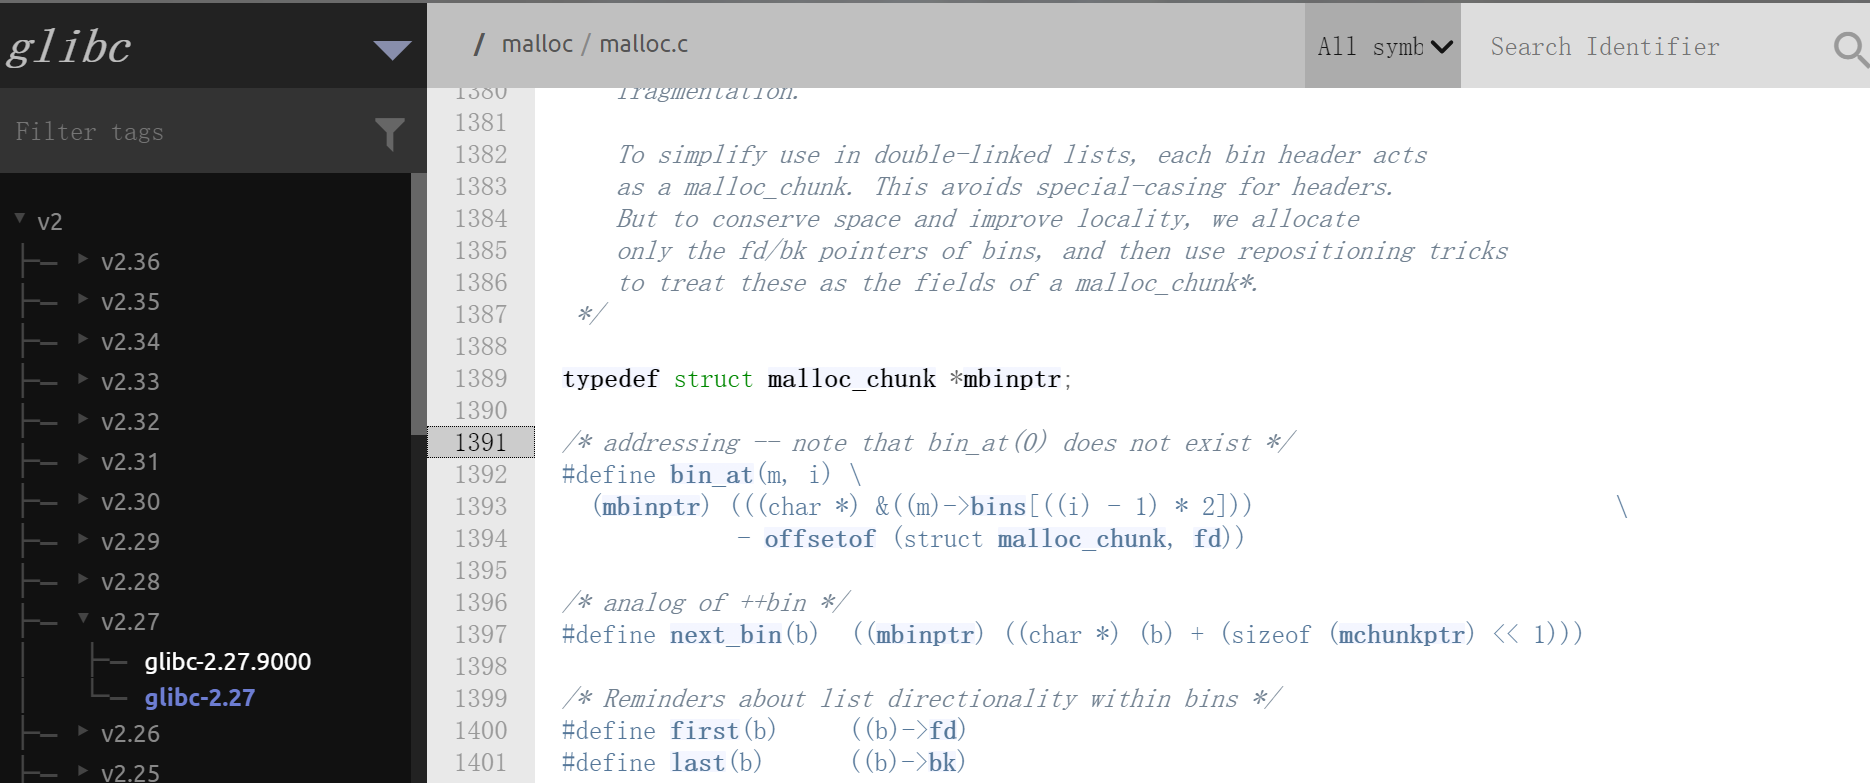 glibc
/ malloc / malloc.c
All symb
Search Identifier
Filter tags
v2
v2.36
v2.35
v2.34
v2.33
v2.32
v2.31
v2.30
v2.29
v2.28
v2.27
glibc-2.27.9000
glibc-2.27
v2.26
v2.25
1380 fragmentation.
1381
1382 To simplify use in double-linked lists, each bin header acts
1383 as a malloc_chunk. This avoids special-casing for headers.
1384 But to conserve space and improve locality, we allocate
1385 only the fd/bk pointers of bins, and then use repositioning tricks
1386 to treat these as the fields of a malloc_chunk*.
1387 */
1388
1389 typedef struct malloc_chunk *mbinptr;
1390
1391 /* addressing -- note that bin_at(0) does not exist */
1392 #define bin_at(m, i) \
1393 (mbinptr) (((char *) &((m)->bins[((i) - 1) * 2])) \
1394 - offsetof (struct malloc_chunk, fd))
1395
1396 /* analog of ++bin */
1397 #define next_bin(b) ((mbinptr) ((char *) (b) + (sizeof (mchunkptr) << 1)))
1398
1399 /* Reminders about list directionality within bins */
1400 #define first(b) ((b)->fd)
1401 #define last(b) ((b)->bk)